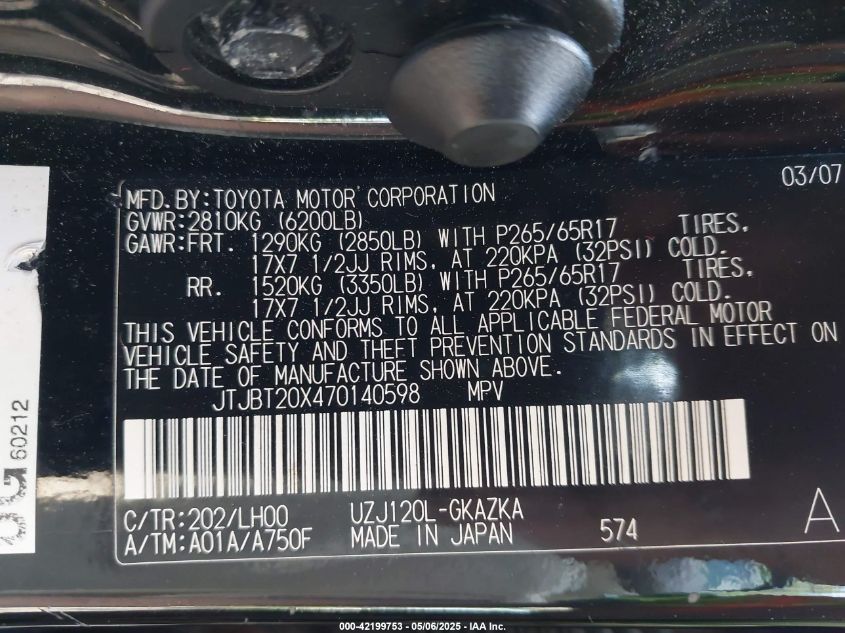 03/07
MFD.BY:TOYOTA MOTOR CORPORATION
GVWR:2810KG (6200LB)
GAWR:FRT. 1290KG (2850LB) WITH P265/65R17 TIRES,
17X7 1/2JJ RIMS, AT 220KPA (32PSI) COLD.
RR. 1520KG (3350LB) WITH P265/65R17 TIRES,
17X7 1/2JJ RIMS, AT 220KPA (32PSI) COLD.
THIS VEHICLE CONFORMS TO ALL APPLICABLE FEDERAL MOTOR
VEHICLE SAFETY AND THEFT PREVENTION STANDARDS IN EFFECT ON
THE DATE OF MANUFACTURE SHOWN ABOVE.
JTJBT20X470140598 MPV
C/TR:202/LH00 UZJ120L-GKAZKA
A/TM:A01A/A750F MADE IN JAPAN 574 A
60212
000-42199753 - 05/06/2025 - IAA Inc.